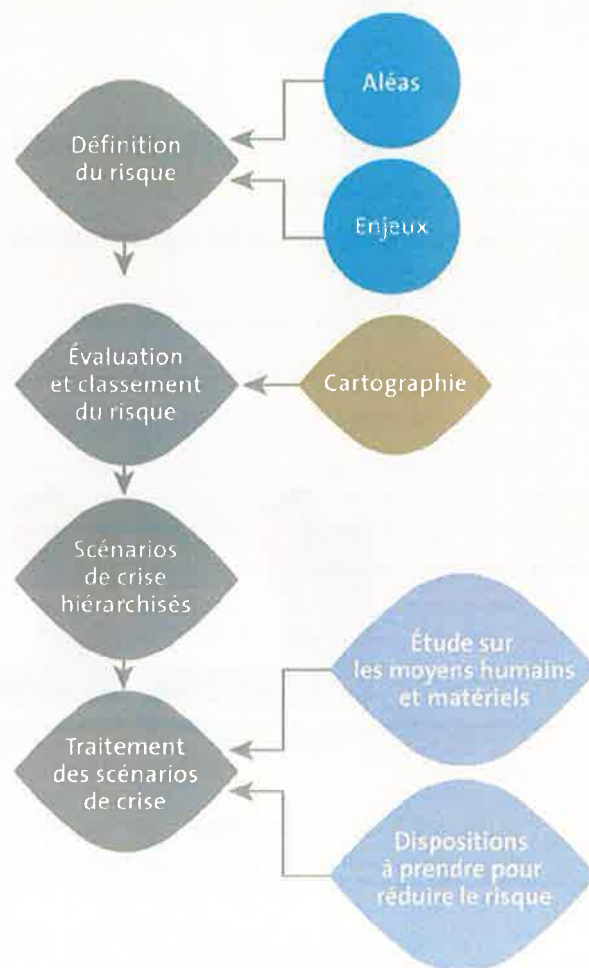 Aléas
Définition
du risque
Enjeux
Évaluation
et classement
du risque
Cartographie
Scénarios
de crise
hiérarchisés
Étude sur
les moyens humains
et matériels
Traitement
des scénarios
de crise
Dispositions
à prendre pour
réduire le risque